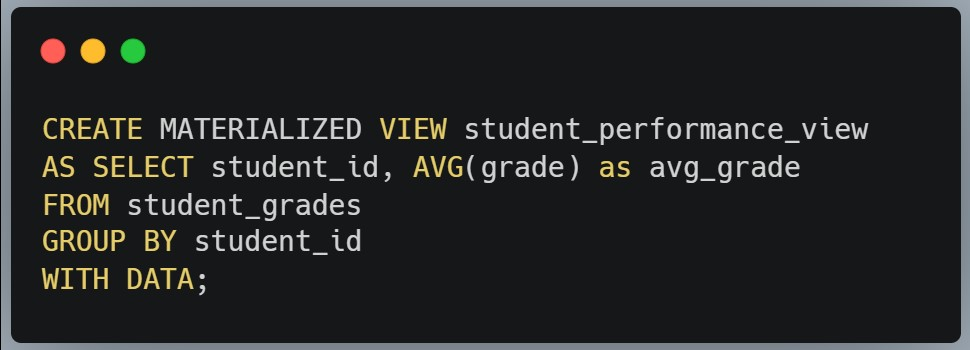 CREATE MATERIALIZED VIEW student_performance_view
AS SELECT student_id, AVG(grade) as avg_grade
FROM student_grades
GROUP BY student_id
WITH DATA;